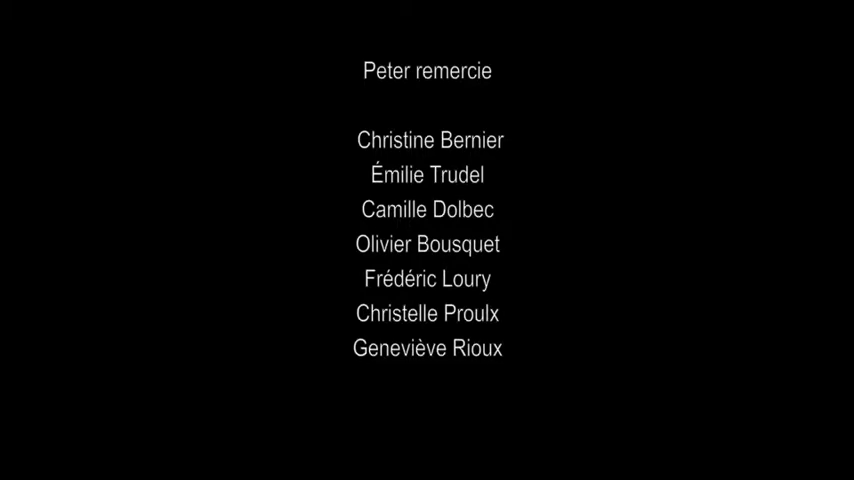 Peter remercie
Christine Bernier
Émilie Trudel
Camille Dolbec
Olivier Bousquet
Frédéric Loury
Christelle Proulx
Geneviève Rioux